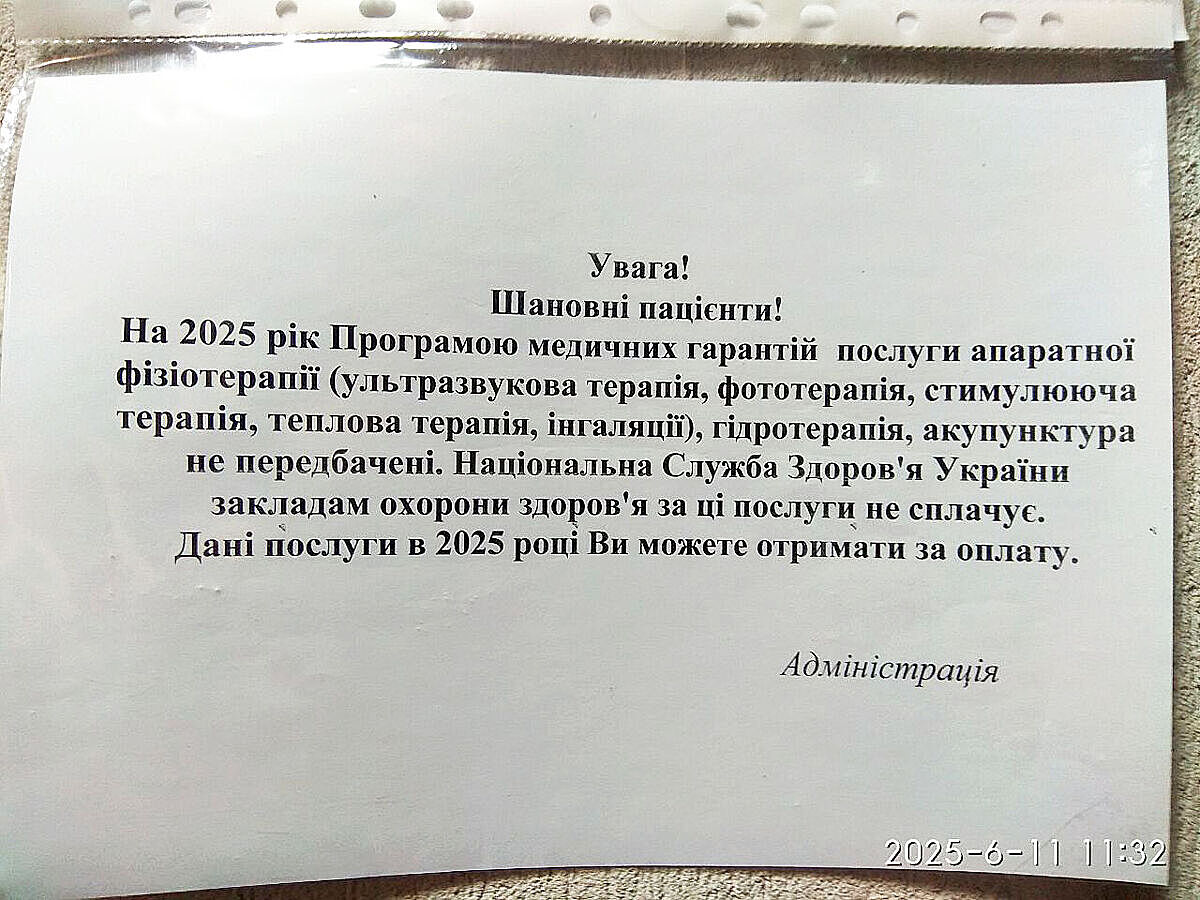 Увага!
Шановні пацієнти!
На 2025 рік Програмою медичних гарантій послуги апаратної
фізіотерапії (ультразвукова терапія, фототерапія, стимулююча
терапія, теплова терапія, інгаляції), гідротерапія, акупунктура
не передбачені. Національна Служба Здоров'я України
закладам охорони здоров'я за ці послуги не сплачує.
Дані послуги в 2025 році Ви можете отримати за оплату.
Адміністрація
2025-6-11 11:32